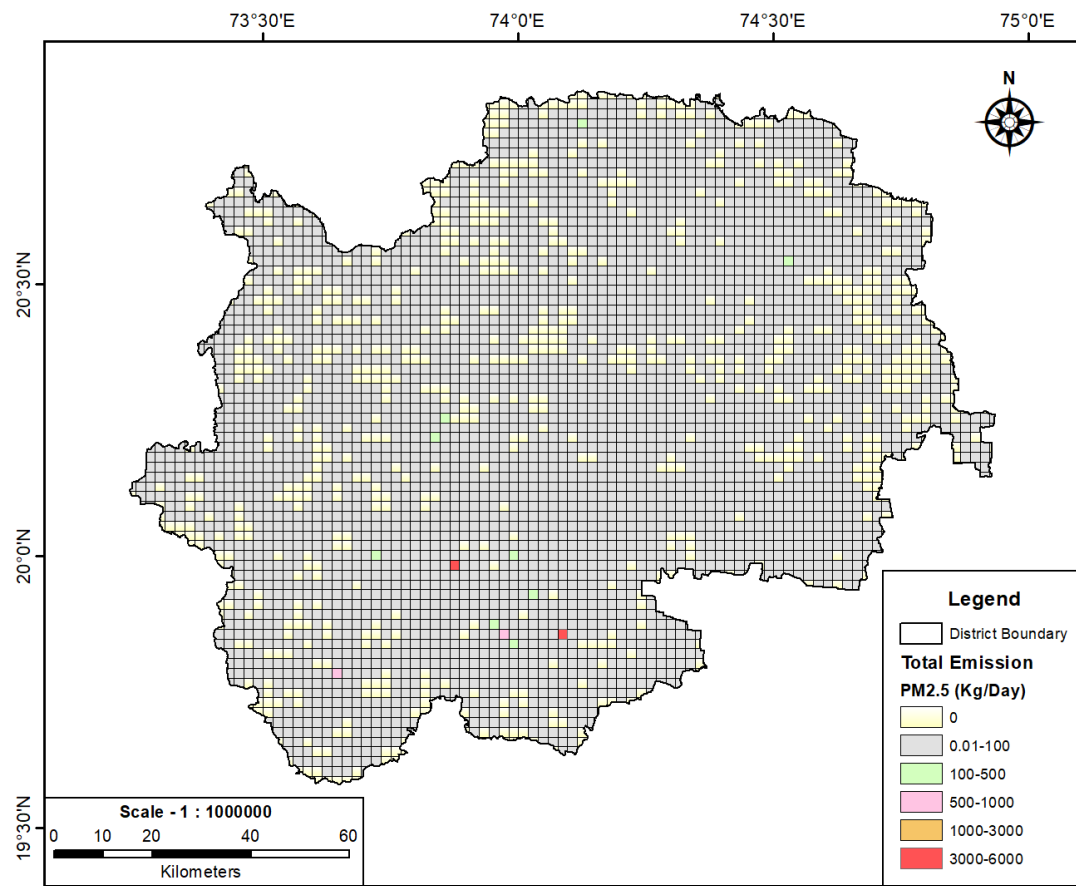 73°30'E 74°0'E 74°30'E 75°0'E
N
20°30'N
20°0'N
19°30'N
Legend
District Boundary
Total Emission
PM2.5 (Kg/Day)
0
0.01-100
100-500
500-1000
1000-3000
3000-6000
Scale - 1 : 1000000
0 10 20 40 60
Kilometers